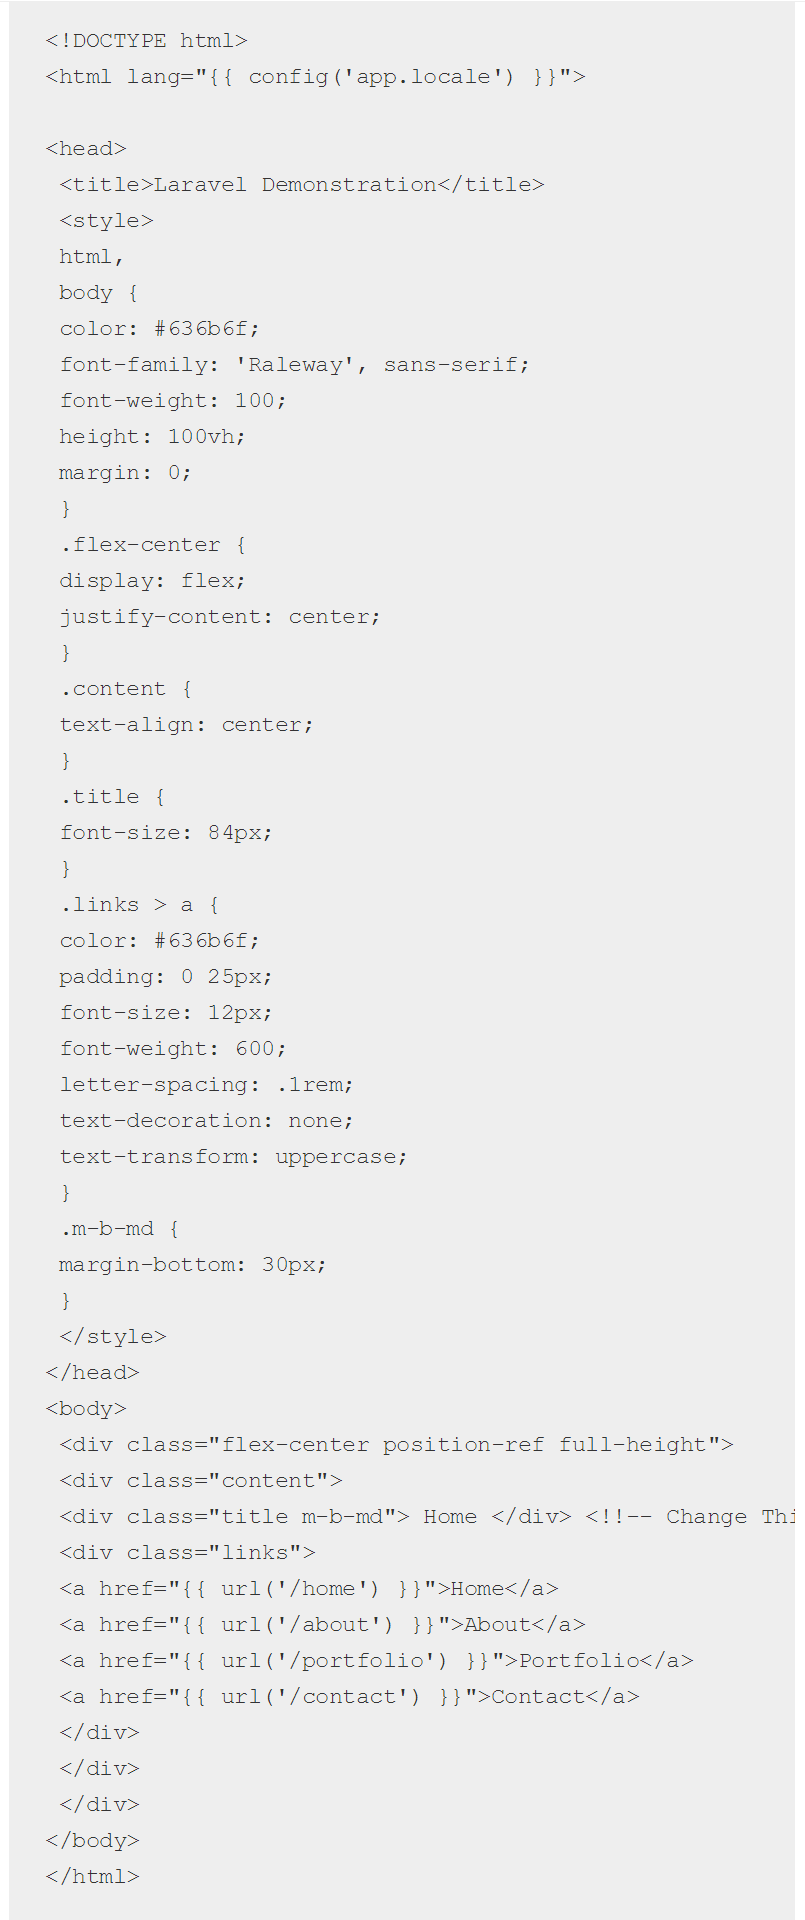 <!DOCTYPE html>
<html lang="{{ config('app.locale') }}">
<head>
<title>Laravel Demonstration</title>
<style>
html,
body {
color: #636b6f;
font-family: 'Raleway', sans-serif;
font-weight: 100;
height: 100vh;
margin: 0;
}
.flex-center {
display: flex;
justify-content: center;
}
.content {
text-align: center;
}
.title {
font-size: 84px;
}
.links > a {
color: #636b6f;
padding: 0 25px;
font-size: 12px;
font-weight: 600;
letter-spacing: .1rem;
text-decoration: none;
text-transform: uppercase;
}
.m-b-md {
margin-bottom: 30px;
}
</style>
</head>
<body>
<div class="flex-center position-ref full-height">
<div class="content">
<div class="title m-b-md"> Home </div> <!!-- Change
<div class="links">
<a href="{{ url('/home') }}">Home</a>
<a href="{{ url('/about') }}">About</a>
<a href="{{ url('/portfolio') }}">Portfolio</a>
<a href="{{ url('/contact') }}">Contact</a>
</div>
</div>
</div>
</body>
</html>